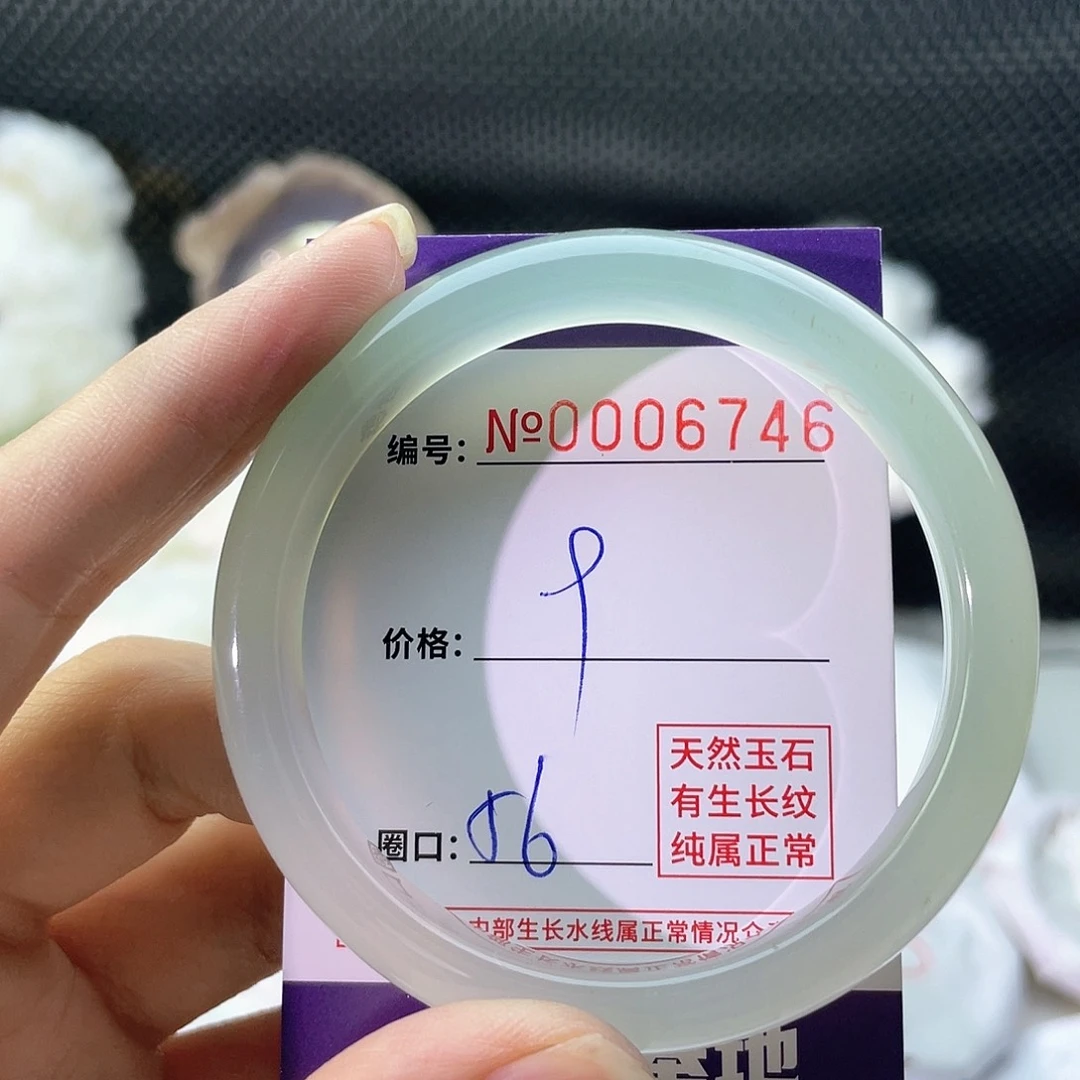 编号: №0006746
价格: 9
圈口: 56
天然玉石
有生长纹
纯属正常
内部生长水线属正常情况
地